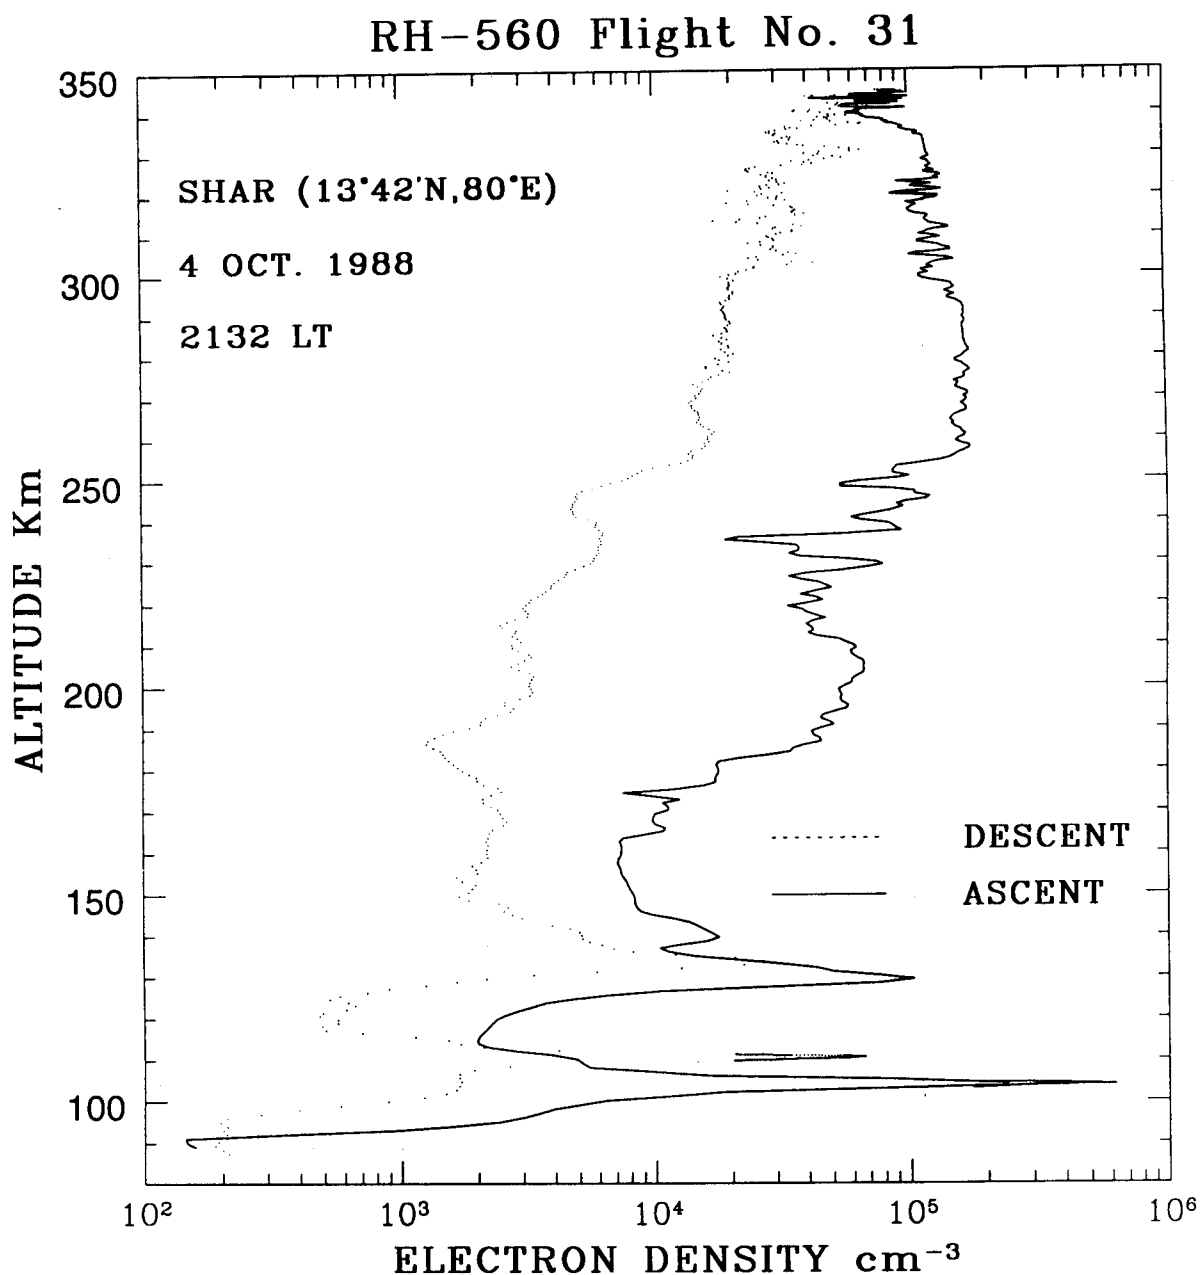 RH-560 Flight No. 31
350
SHAR (13°42'N,80°E)
4 OCT. 1988
300
2132 LT
250
ALTITUDE Km
200
DESCENT
150
ASCENT
100
10² 10³ 10⁴ 10⁵ 10⁶
ELECTRON DENSITY cm⁻³